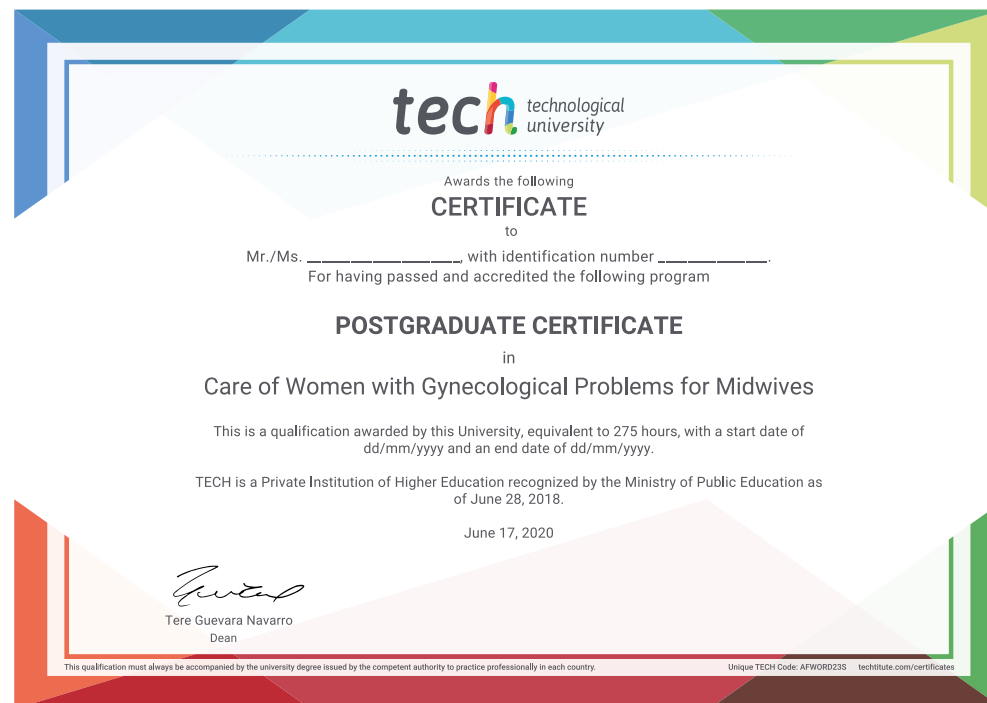 tech technological
university
Awards the following
CERTIFICATE
to
Mr./Ms. _____________________, with identification number _______________.
For having passed and accredited the following program
POSTGRADUATE CERTIFICATE
in
Care of Women with Gynecological Problems for Midwives
This is a qualification awarded by this University, equivalent to 275 hours, with a start date of
dd/mm/yyyy and an end date of dd/mm/yyyy.
TECH is a Private Institution of Higher Education recognized by the Ministry of Public Education as
of June 28, 2018.
June 17, 2020
Tere Guevara Navarro
Dean
This qualification must always be accompanied by the university degree issued by the competent authority to practice professionally in each country.
Unique TECH Code: AFWORD23S techtitute.com/certificates